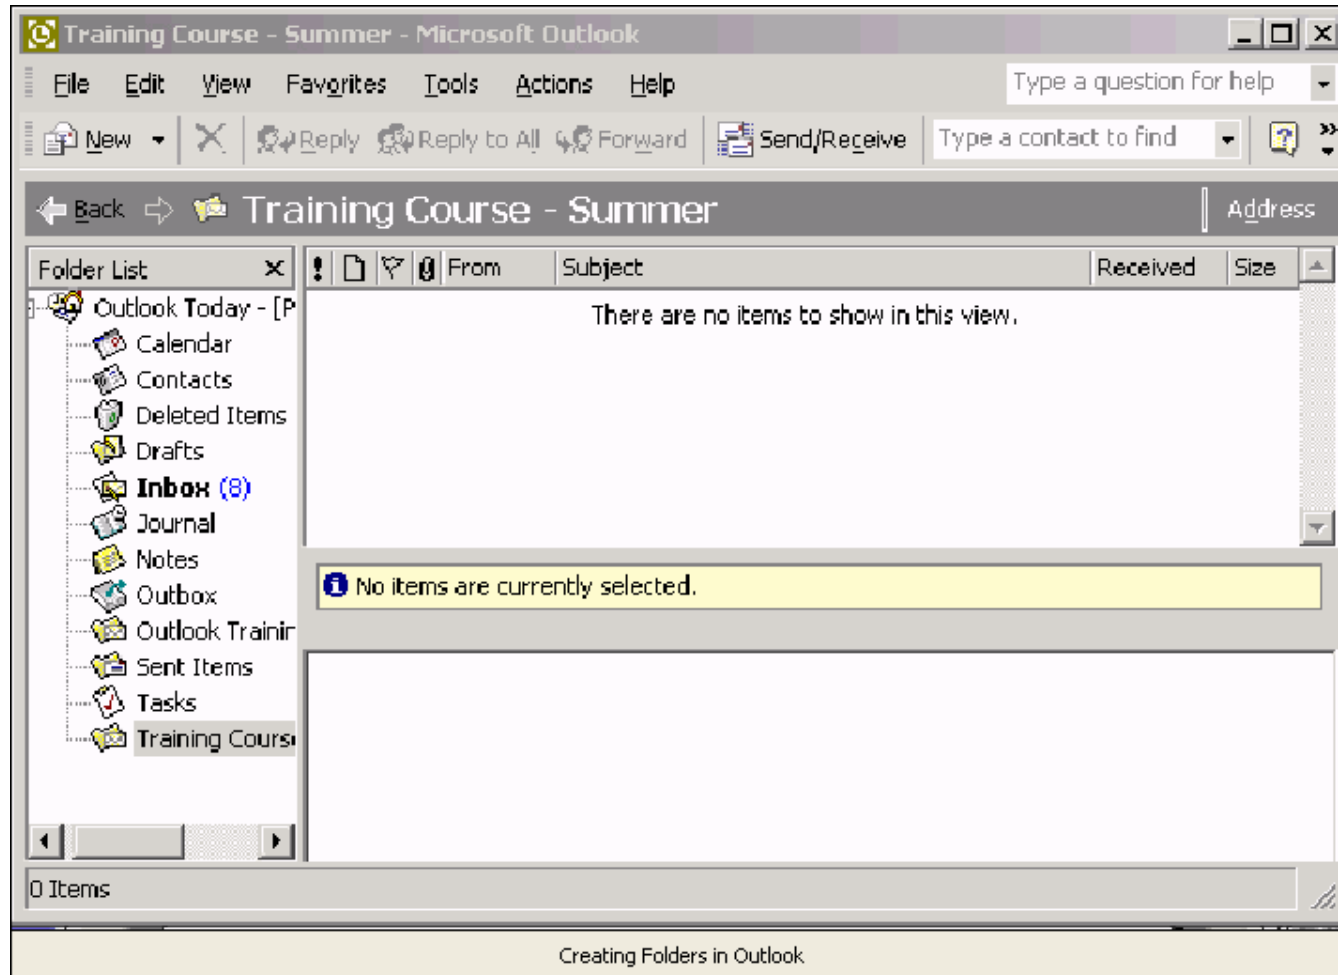 Training Course - Summer - Microsoft Outlook
File Edit View Favorites Tools Actions Help Type a question for help
New Reply Reply to All Forward Send/Receive Type a contact to find
Back Training Course - Summer Address
Folder List ! From Subject Received Size
Outlook Today - [P
There are no items to show in this view.
Calendar
Contacts
Deleted Items
Drafts
Inbox (8)
Journal
Notes
No items are currently selected.
Outbox
Outlook Trainin
Sent Items
Tasks
Training Cours
0 Items
Creating Folders in Outlook